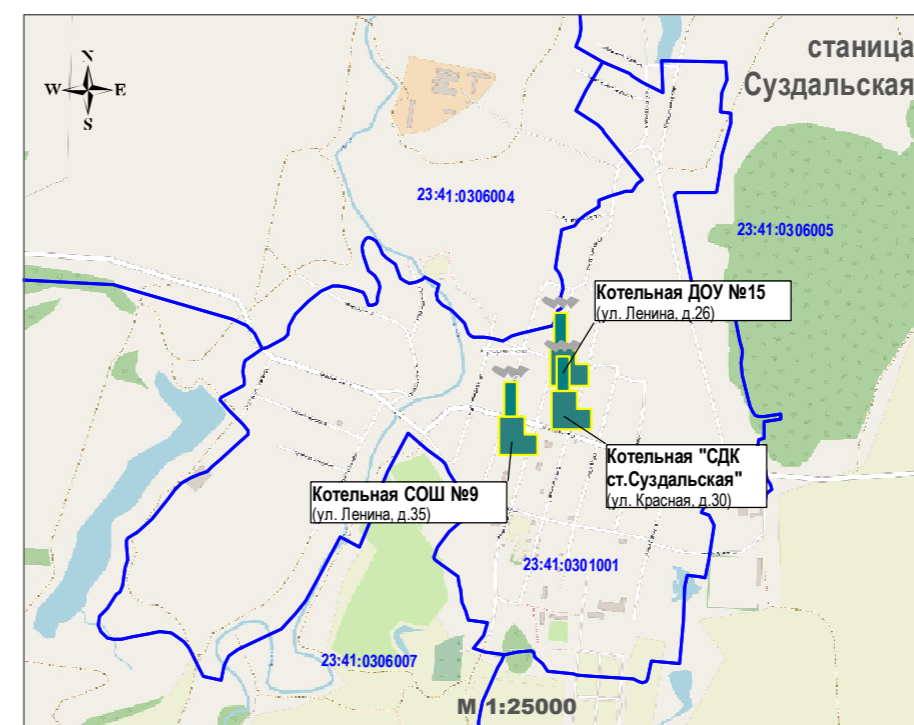 станица
Суздальская
N
W E
S
23:41:0306004
23:41:0306005
Котельная ДОУ №15
(ул. Ленина, д.26)
Котельная "СДК
ст.Суздальская"
(ул. Красная, д.30)
Котельная СОШ №9
(ул. Ленина, д.35)
23:41:0301001
23:41:0306007
М 1:25000